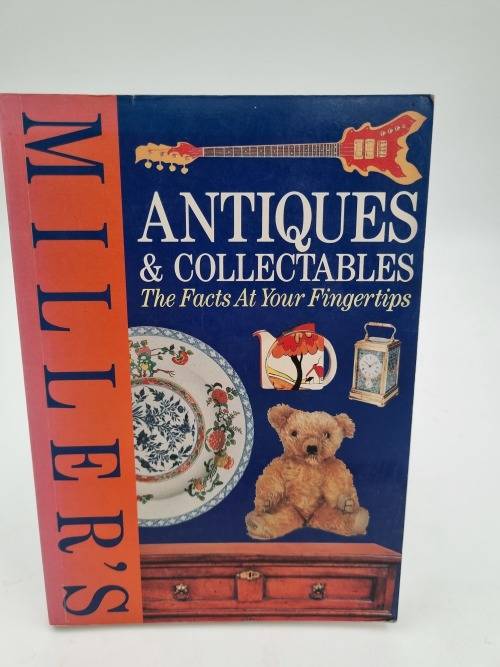 MILLER'S
ANTIQUES
& COLLECTABLES
The Facts At Your Fingertips